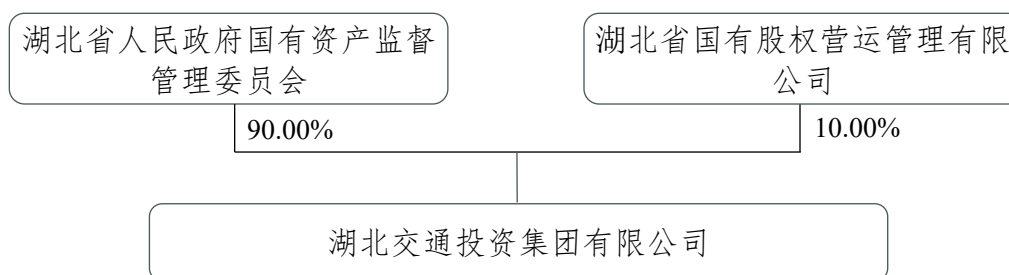 湖北省人民政府国有资产监督
管理委员会
湖北省国有股权营运管理有限
公司
90.00%
10.00%
湖北交通投资集团有限公司